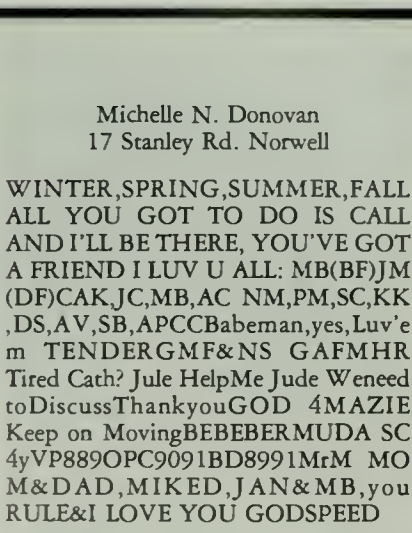 Michelle N. Donovan
17 Stanley Rd. Norwell
WINTER,SPRING,SUMMER,FALL
ALL YOU GOT TO DO IS CALL
AND I'LL BE THERE, YOU'VE GOT
A FRIEND I LUV U ALL: MB(BF)JM
(DF)CAK,JC,MB,AC NM,PM,SC,KK
,DS,AV,SB,APCCBabeman,yes,Luv'e
m TENDERGMF&NS GAFMHR
Tired Cath? Jule HelpMe Jude Weneed
toDiscussThankyouGOD 4MAZIE
Keep on MovingBEBEBERMUDA SC
4yVP889OPC9091BD8991MrM MO
M&DAD,MIKED,JAN&MB,you
RULE&I LOVE YOU GODSPEED